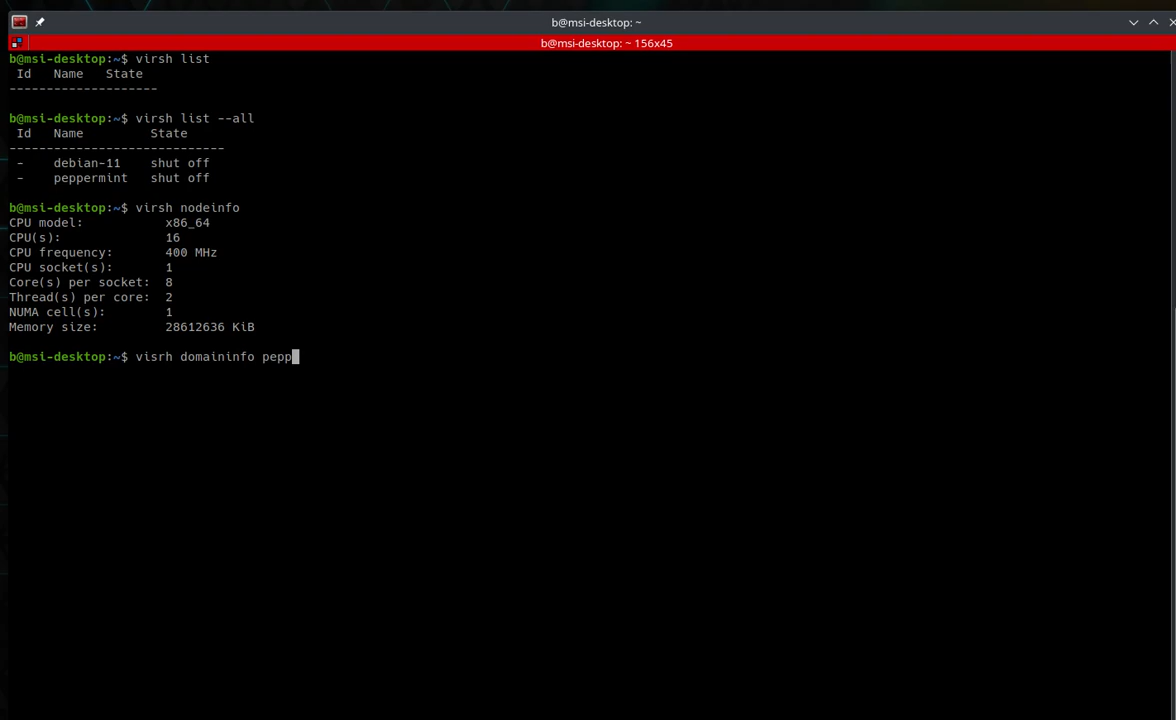 b@msi-desktop: ~
b@msi-desktop: ~ 156x45
b@msi-desktop:~$ virsh list
 Id   Name   State
--------------------

b@msi-desktop:~$ virsh list --all
 Id   Name         State
-----------------------------
 -    debian-11    shut off
 -    peppermint   shut off

b@msi-desktop:~$ virsh nodeinfo
CPU model:           x86_64
CPU(s):              16
CPU frequency:       400 MHz
CPU socket(s):       1
Core(s) per socket:  8
Thread(s) per core:  2
NUMA cell(s):        1
Memory size:         28612636 KiB

b@msi-desktop:~$ visrh domaininfo pepp